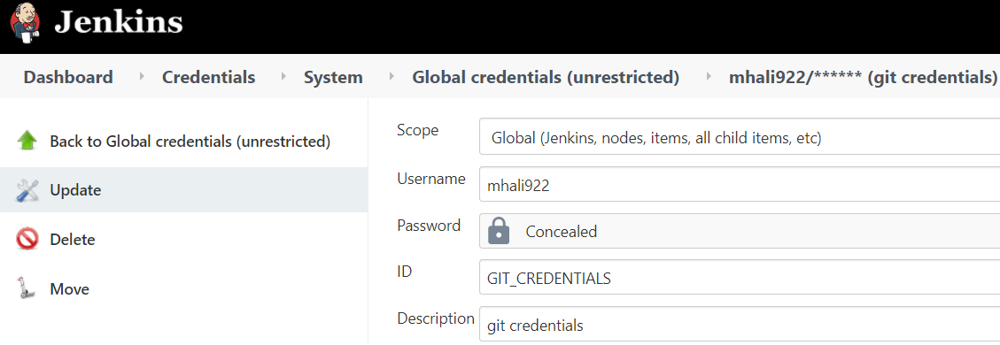 Jenkins
Dashboard Credentials System Global credentials (unrestricted) mhali922/****** (git credentials)
Back to Global credentials (unrestricted)
Update
Delete
Move
Scope Global (Jenkins, nodes, items, all child items, etc)
Username mhali922
Password Concealed
ID GIT_CREDENTIALS
Description git credentials